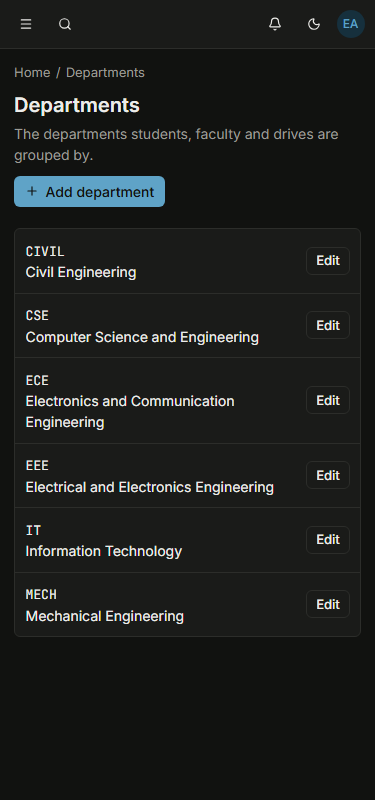 EA
Home / Departments
Departments
The departments students, faculty and drives are
grouped by.
+ Add department
CIVIL
Civil Engineering
Edit
CSE
Computer Science and Engineering
Edit
ECE
Electronics and Communication
Engineering
Edit
EEE
Electrical and Electronics Engineering
Edit
IT
Information Technology
Edit
MECH
Mechanical Engineering
Edit